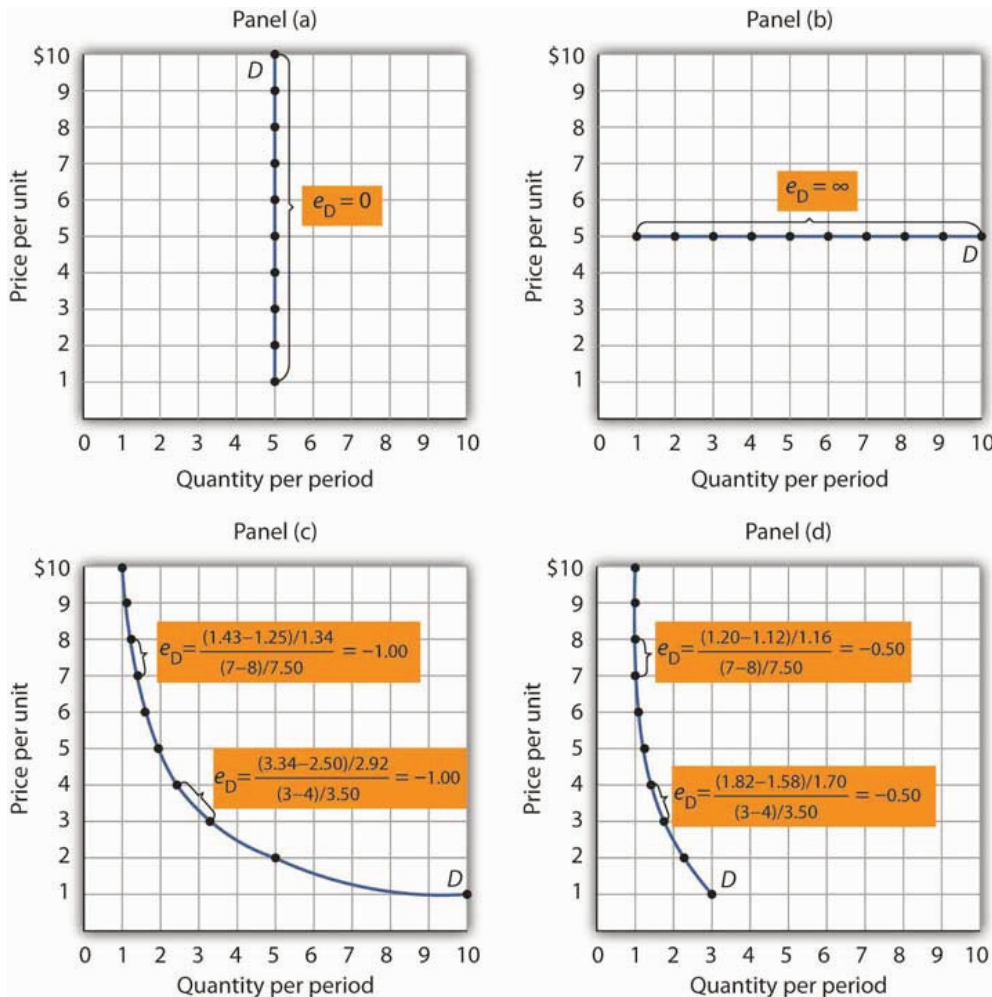 Panel (a)
$10
9
8
7
6
5
4
3
2
1
Price per unit
D
eD = 0
0 1 2 3 4 5 6 7 8 9 10
Quantity per period
Panel (b)
$10
9
8
7
6
5
4
3
2
1
Price per unit
eD = ∞
D
0 1 2 3 4 5 6 7 8 9 10
Quantity per period
Panel (c)
$10
9
8
7
6
5
4
3
2
1
Price per unit
eD = (1.43−1.25)/1.34 / (7−8)/7.50 = −1.00
eD = (3.34−2.50)/2.92 / (3−4)/3.50 = −1.00
D
0 1 2 3 4 5 6 7 8 9 10
Quantity per period
Panel (d)
$10
9
8
7
6
5
4
3
2
1
Price per unit
eD = (1.20−1.12)/1.16 / (7−8)/7.50 = −0.50
eD = (1.82−1.58)/1.70 / (3−4)/3.50 = −0.50
D
0 1 2 3 4 5 6 7 8 9 10
Quantity per period